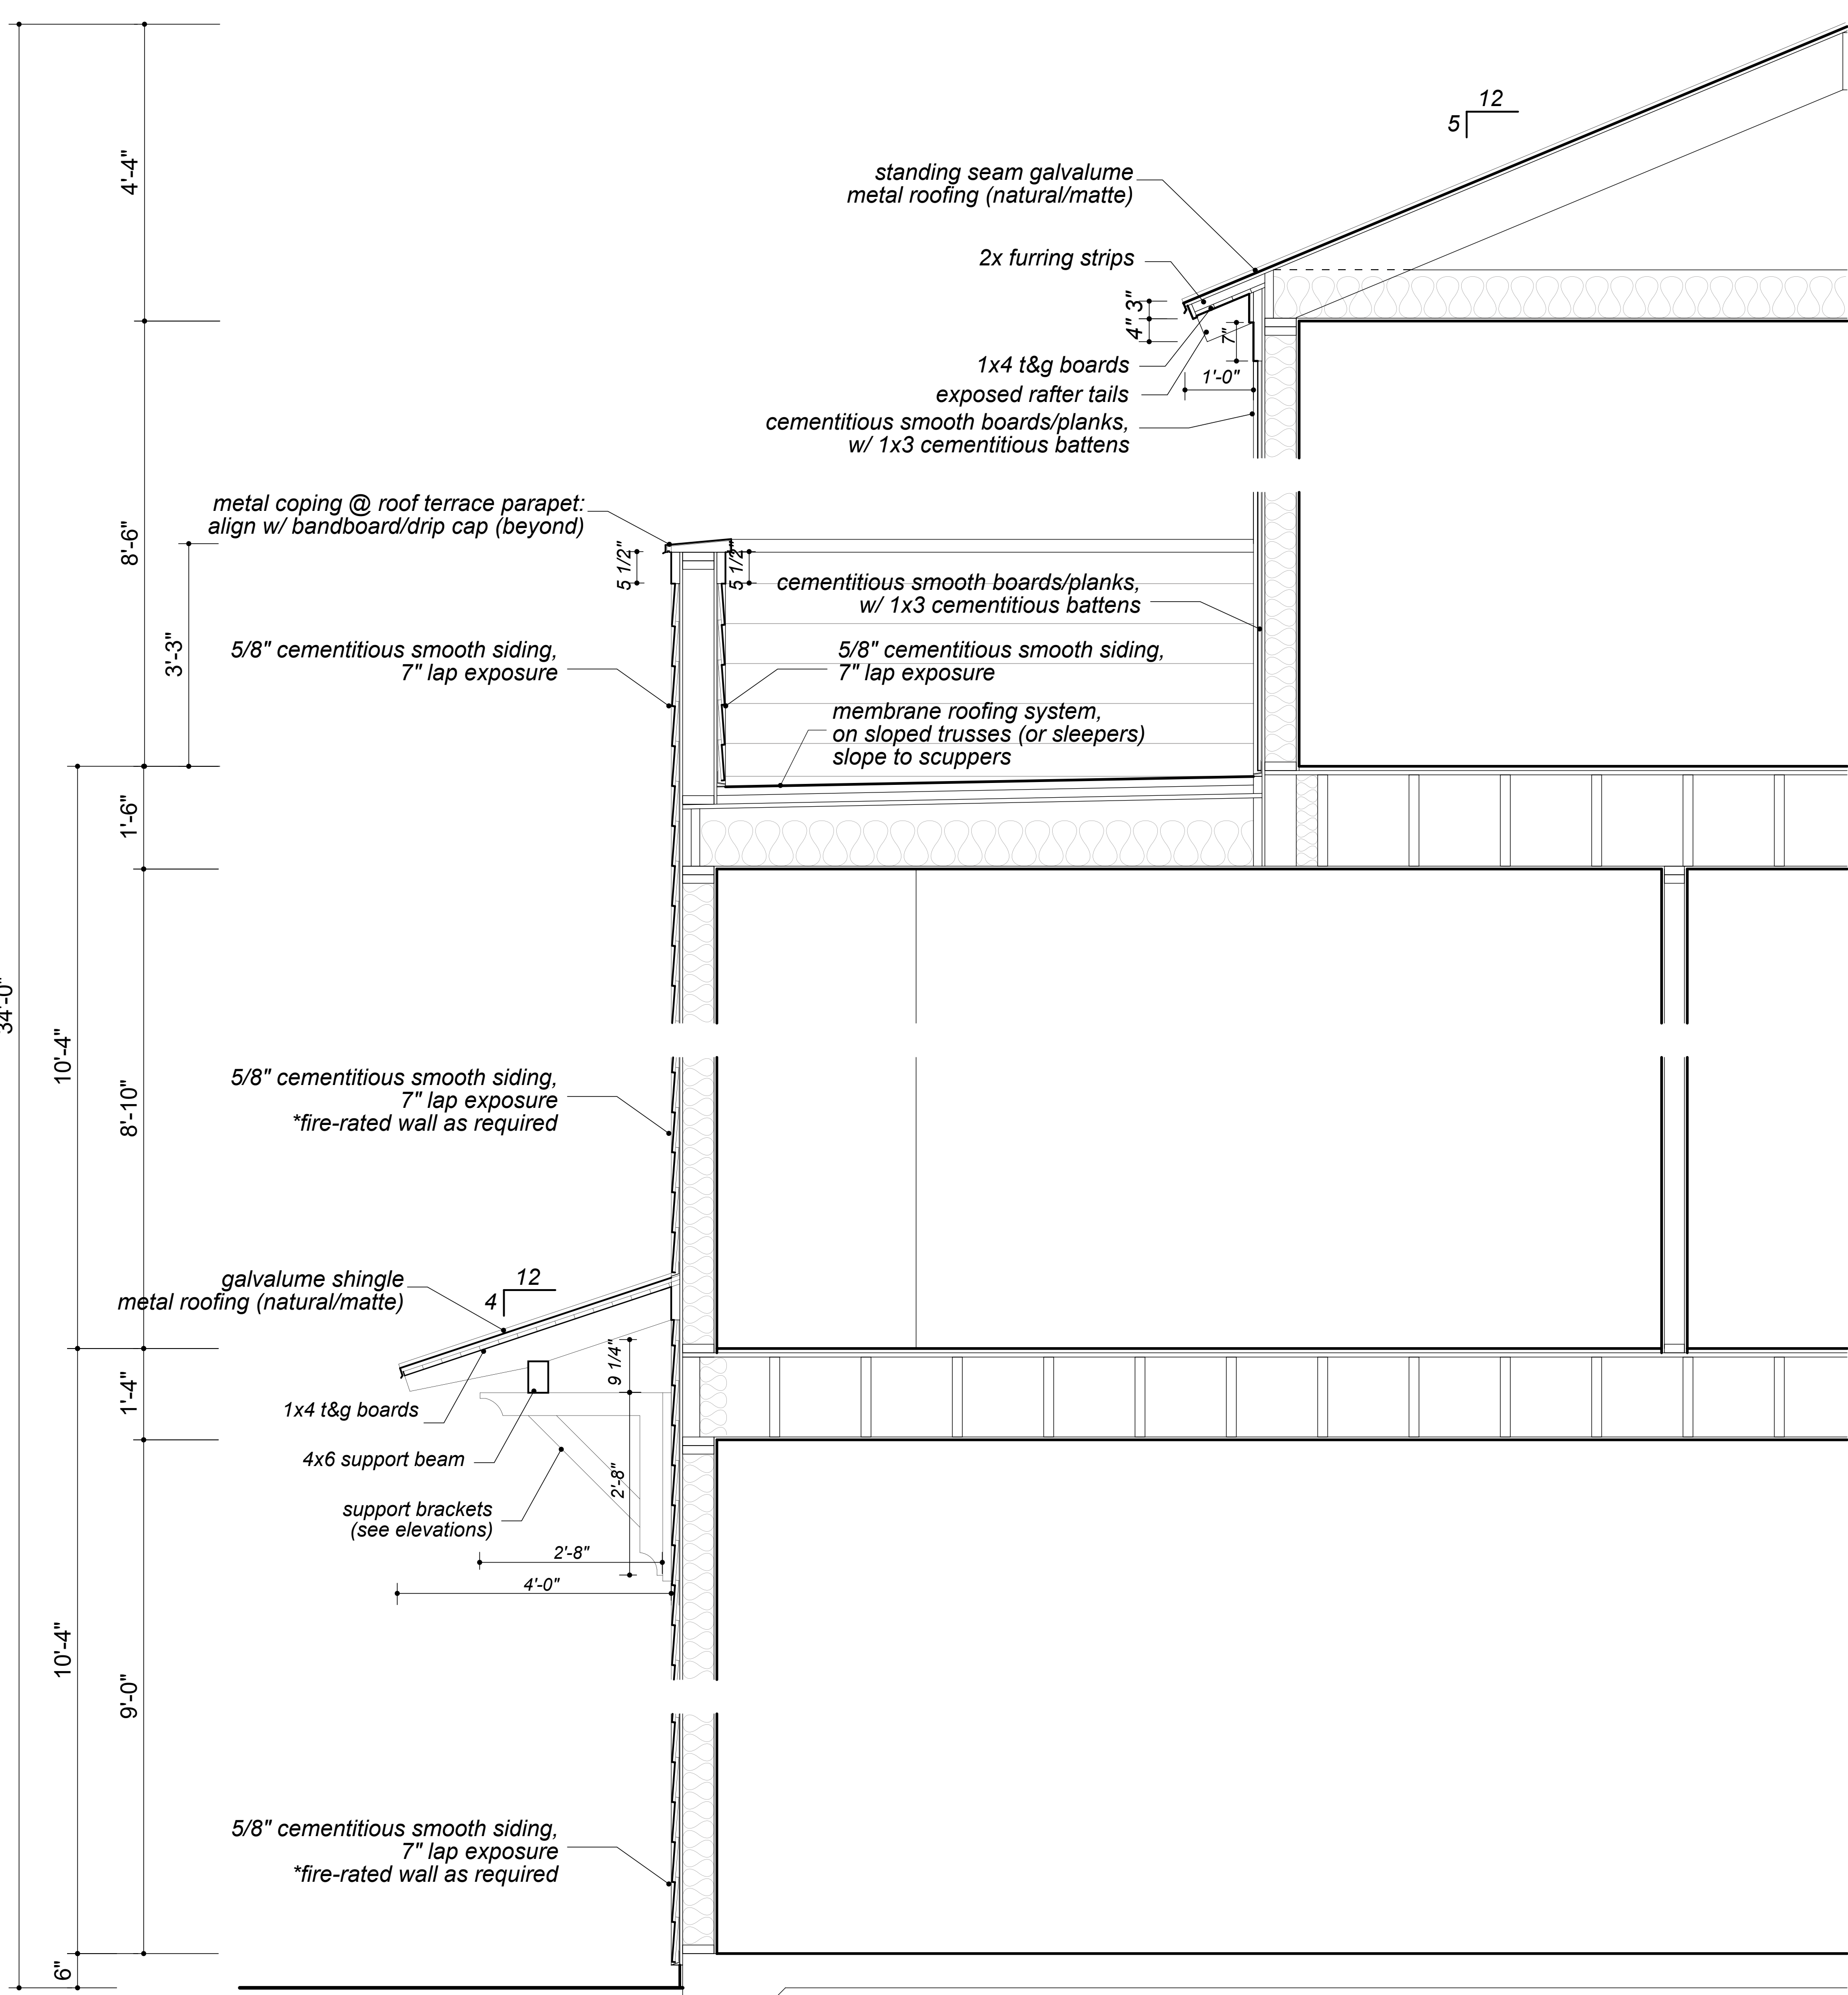 12
5
standing seam galvalume
metal roofing (natural/matte)
4'-4"
2x furring strips
3"
4"
7"
1x4 t&g boards
1'-0"
exposed rafter tails
cementitious smooth boards/planks,
w/ 1x3 cementitious battens
metal coping @ roof terrace parapet:
align w/ bandboard/drip cap (beyond)
8'-6"
5 1/2"
5 1/2"
cementitious smooth boards/planks,
w/ 1x3 cementitious battens
3'-3"
5/8" cementitious smooth siding,
7" lap exposure
5/8" cementitious smooth siding,
7" lap exposure
membrane roofing system,
on sloped trusses (or sleepers)
slope to scuppers
1'-6"
34'-0"
10'-4"
8'-10"
5/8" cementitious smooth siding,
7" lap exposure
*fire-rated wall as required
galvalume shingle
metal roofing (natural/matte)
12
4
9 1/4"
1'-4"
1x4 t&g boards
4x6 support beam
2'-8"
support brackets
(see elevations)
2'-8"
4'-0"
10'-4"
9'-0"
5/8" cementitious smooth siding,
7" lap exposure
*fire-rated wall as required
6"